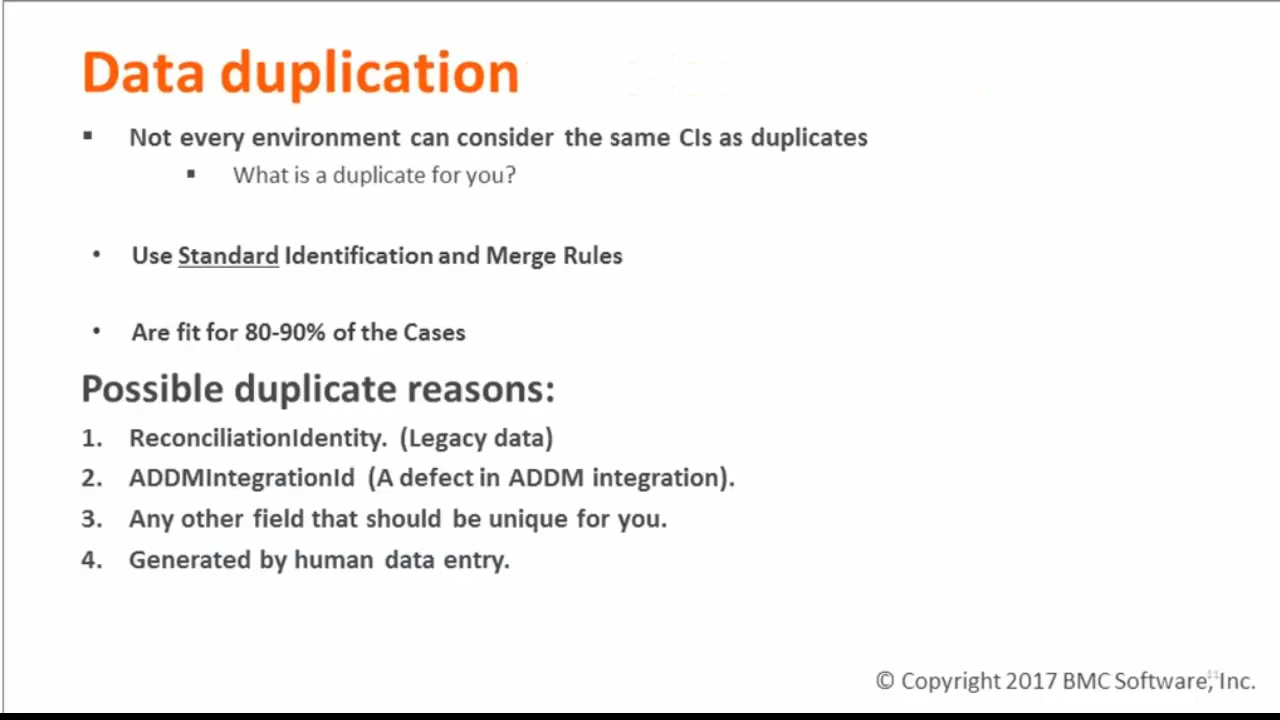 Data duplication
▪ Not every environment can consider the same CIs as duplicates
▪ What is a duplicate for you?
• Use Standard Identification and Merge Rules
• Are fit for 80-90% of the Cases
Possible duplicate reasons:
1. ReconciliationIdentity. (Legacy data)
2. ADDMIntegrationId (A defect in ADDM integration).
3. Any other field that should be unique for you.
4. Generated by human data entry.
© Copyright 2017 BMC Software, Inc.